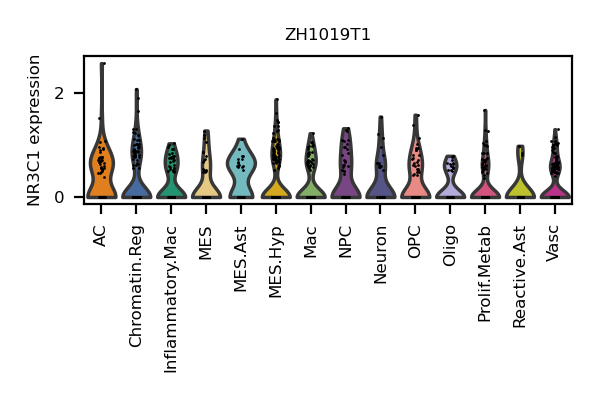 ZH1019T1
NR3C1 expression
2
0
AC
Chromatin.Reg
Inflammatory.Mac
MES
MES.Ast
MES.Hyp
Mac
NPC
Neuron
OPC
Oligo
Prolif.Metab
Reactive.Ast
Vasc